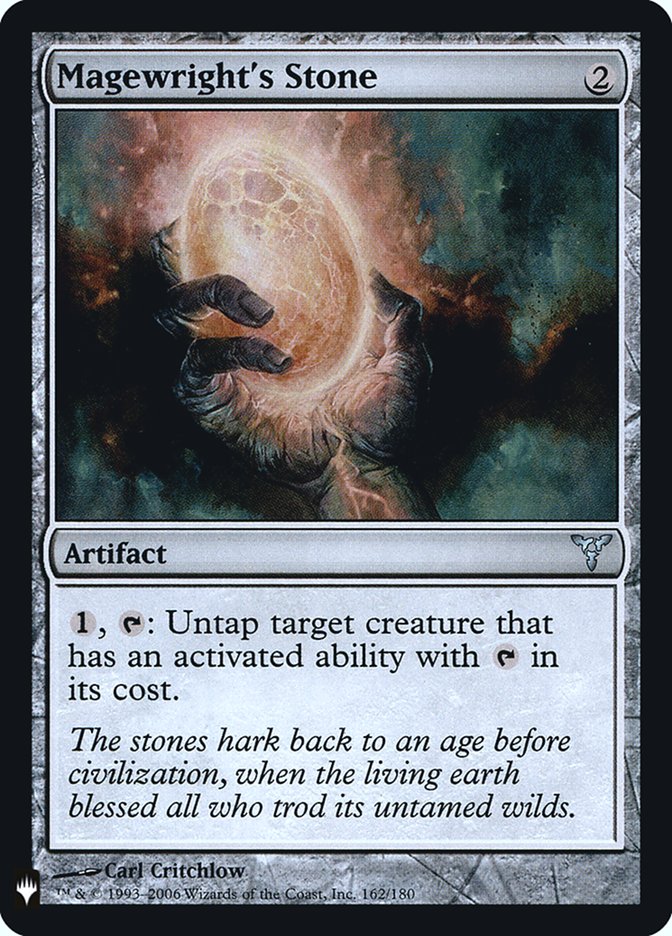 Magewright's Stone 2
Artifact
1, : Untap target creature that
has an activated ability with in
its cost.
The stones hark back to an age before
civilization, when the living earth
blessed all who trod its untamed wilds.
Carl Critchlow
™ & © 1993–2006 Wizards of the Coast, Inc. 162/180